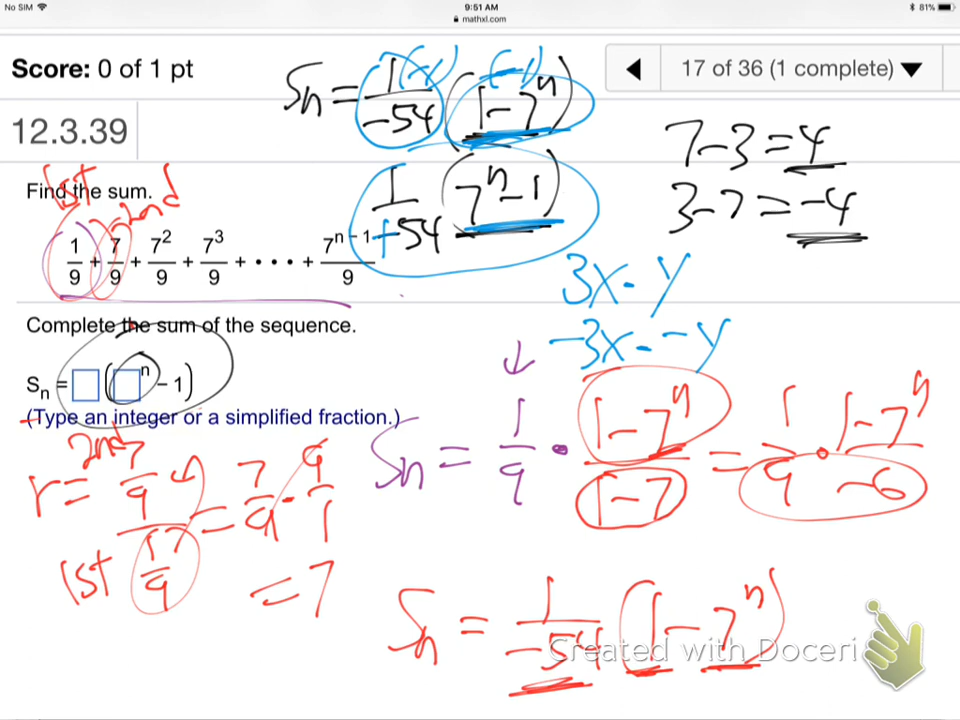 No SIM 9:51 AM 81%
mathxl.com
Score: 0 of 1 pt
17 of 36 (1 complete)
12.3.39
Sn = 1(-1)/-54 (-1)(1-7^n)
1/+54 (7^n-1)
7-3=4
3-7=-4
Find the sum.
1st 2nd
1/9 + 7/9 + 7^2/9 + 7^3/9 + • • • + 7^(n-1)/9
3x-y
-3x--y
Complete the sum of the sequence.
Sn = □(□^n - 1)
(Type an integer or a simplified fraction.)
Sn = 1/9 • (1-7^n)/(1-7) = 1/9 • (1-7^n)/-6
r= 2nd 7/9 / 1st 1/9 = 7/9 • 9/1
=7
Sn = 1/-54 (1-7^n)
Created with Doceri